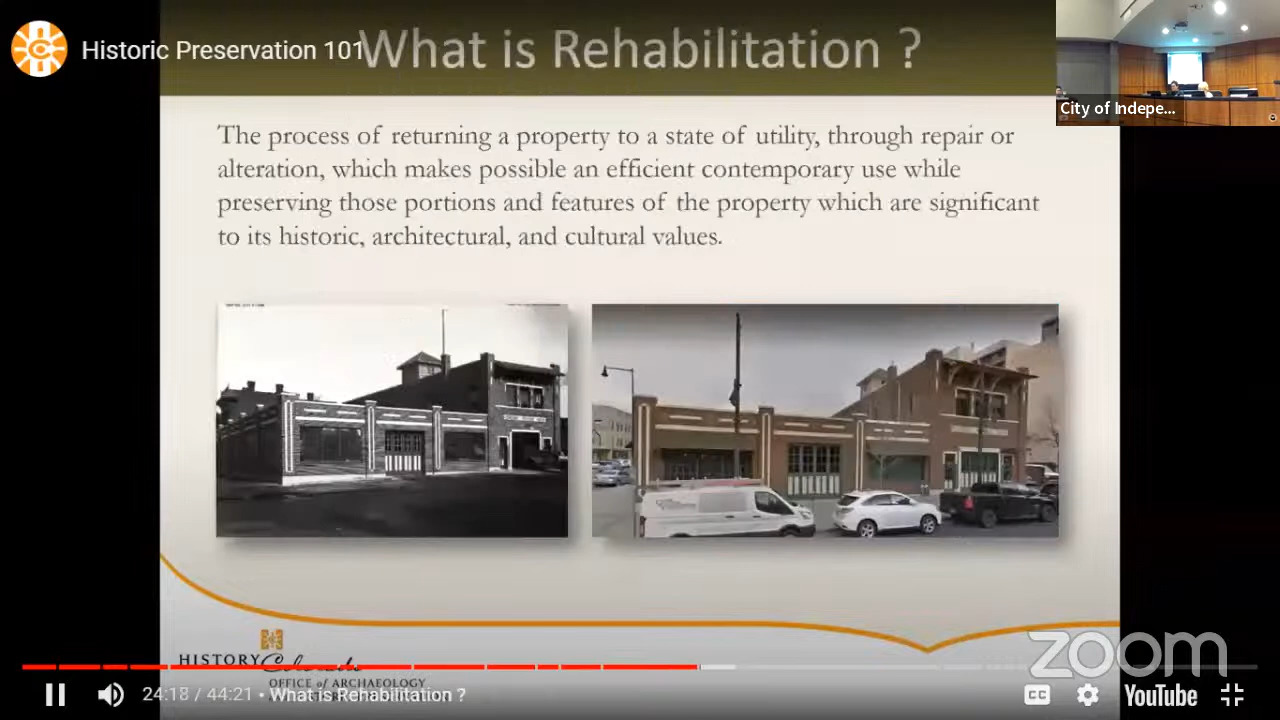 Historic Preservation 101
What is Rehabilitation ?
City of Indepe...
The process of returning a property to a state of utility, through repair or
alteration, which makes possible an efficient contemporary use while
preserving those portions and features of the property which are significant
to its historic, architectural, and cultural values.
HISTORY Colorado
OFFICE of ARCHAEOLOGY
zoom
24:18 / 44:21 • What is Rehabilitation ?
CC
YouTube